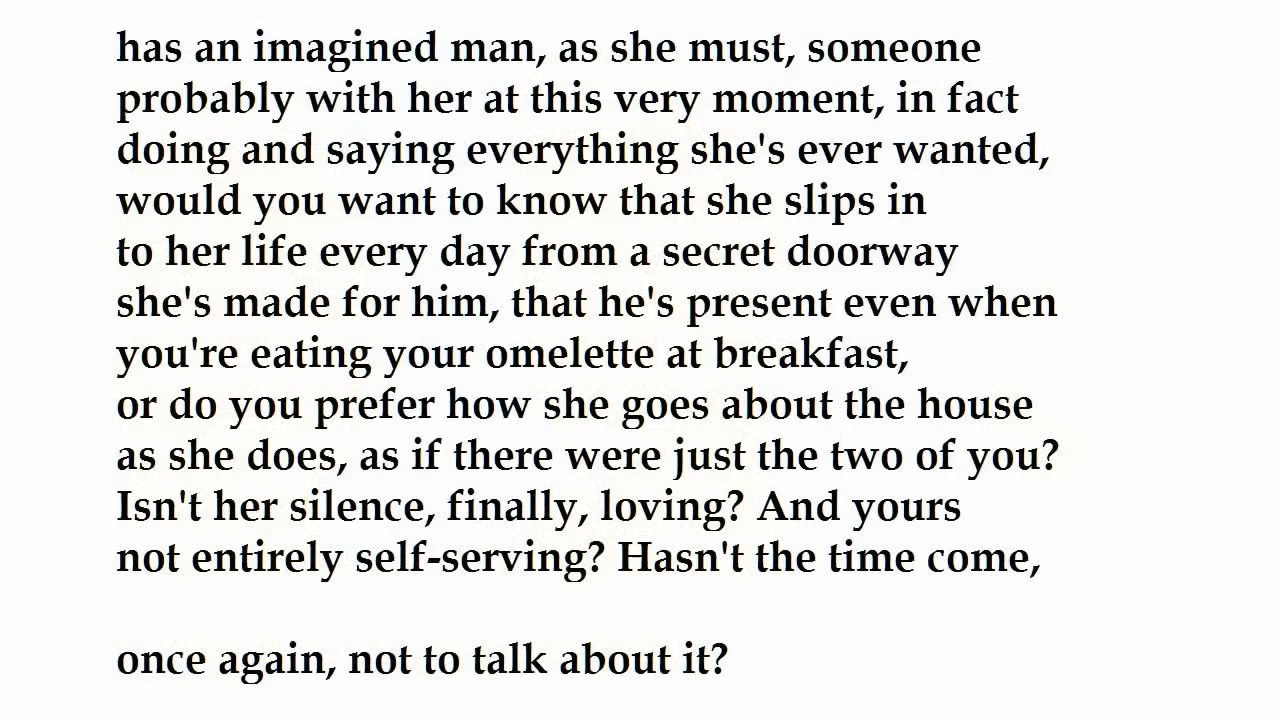 has an imagined man, as she must, someone
probably with her at this very moment, in fact
doing and saying everything she's ever wanted,
would you want to know that she slips in
to her life every day from a secret doorway
she's made for him, that he's present even when
you're eating your omelette at breakfast,
or do you prefer how she goes about the house
as she does, as if there were just the two of you?
Isn't her silence, finally, loving? And yours
not entirely self-serving? Hasn't the time come,
once again, not to talk about it?